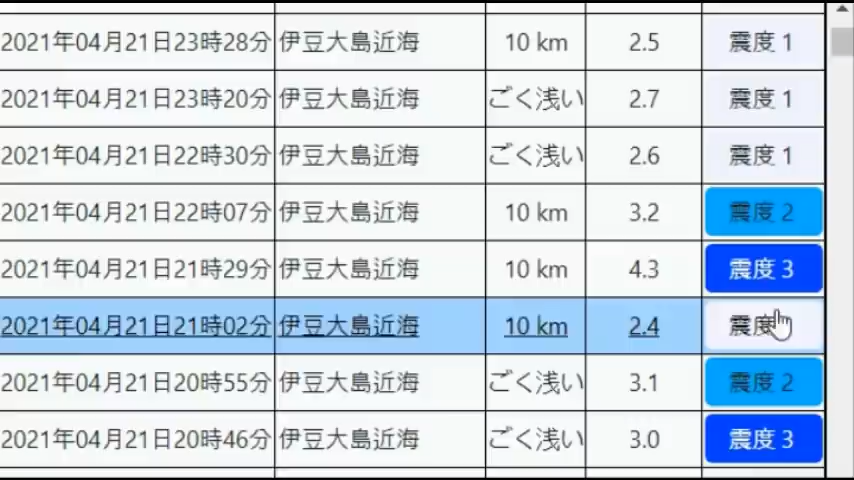 2021年04月21日23時28分 伊豆大島近海 10 km 2.5 震度 1
2021年04月21日23時20分 伊豆大島近海 ごく浅い 2.7 震度 1
2021年04月21日22時30分 伊豆大島近海 ごく浅い 2.6 震度 1
2021年04月21日22時07分 伊豆大島近海 10 km 3.2 震度 2
2021年04月21日21時29分 伊豆大島近海 10 km 4.3 震度 3
2021年04月21日21時02分 伊豆大島近海 10 km 2.4 震度
2021年04月21日20時55分 伊豆大島近海 ごく浅い 3.1 震度 2
2021年04月21日20時46分 伊豆大島近海 ごく浅い 3.0 震度 3